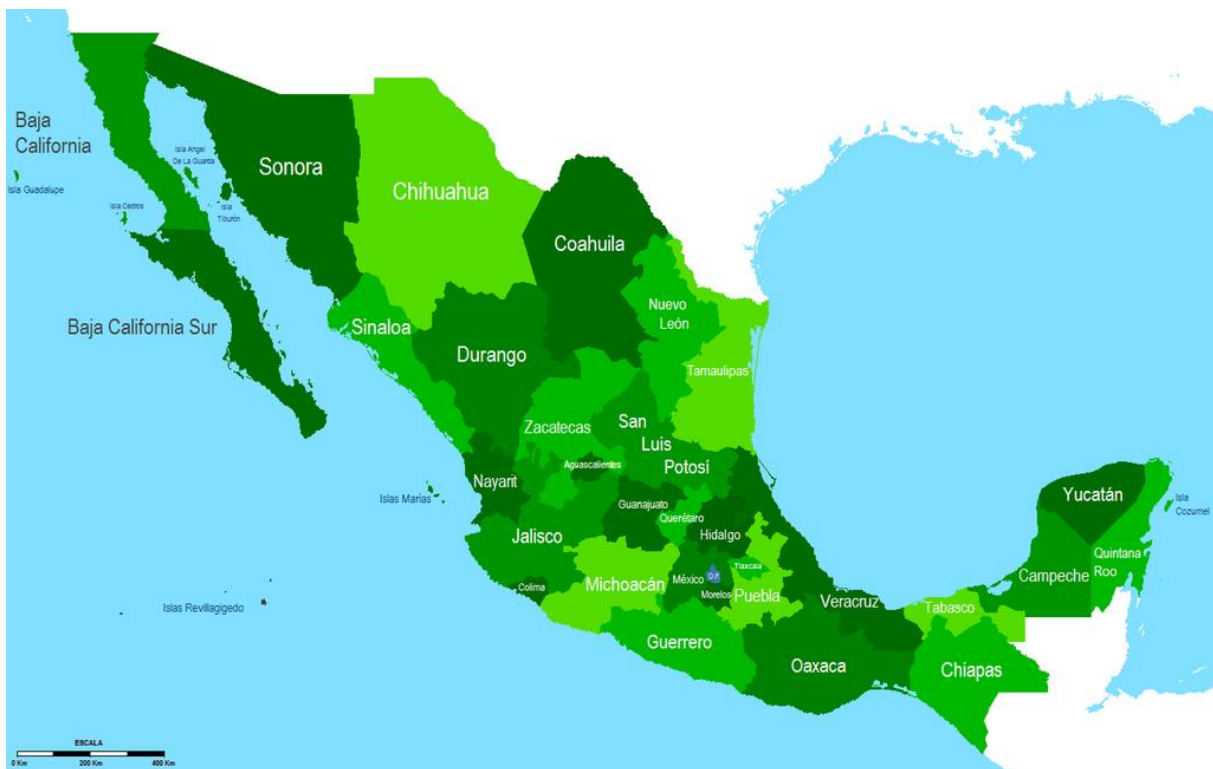 Baja
California
Isla Guadalupe
Isla Angel
De La Guarda
Isla Cedros
Isla
Tiburón
Sonora
Chihuahua
Coahuila
Baja California Sur
Sinaloa
Durango
Nuevo
León
Tamaulipas
Zacatecas
San
Luis
Potosí
Aguascalientes
Nayarit
Islas Marías
Guanajuato
Querétaro
Hidalgo
Jalisco
Yucatán
Isla
Cozumel
Quintana
Roo
Campeche
Colima
Michoacán
México
D.F.
Tlaxcala
Morelos
Puebla
Veracruz
Tabasco
Islas Revillagigedo
Guerrero
Oaxaca
Chiapas
ESCALA
0 Km 200 Km 400 Km